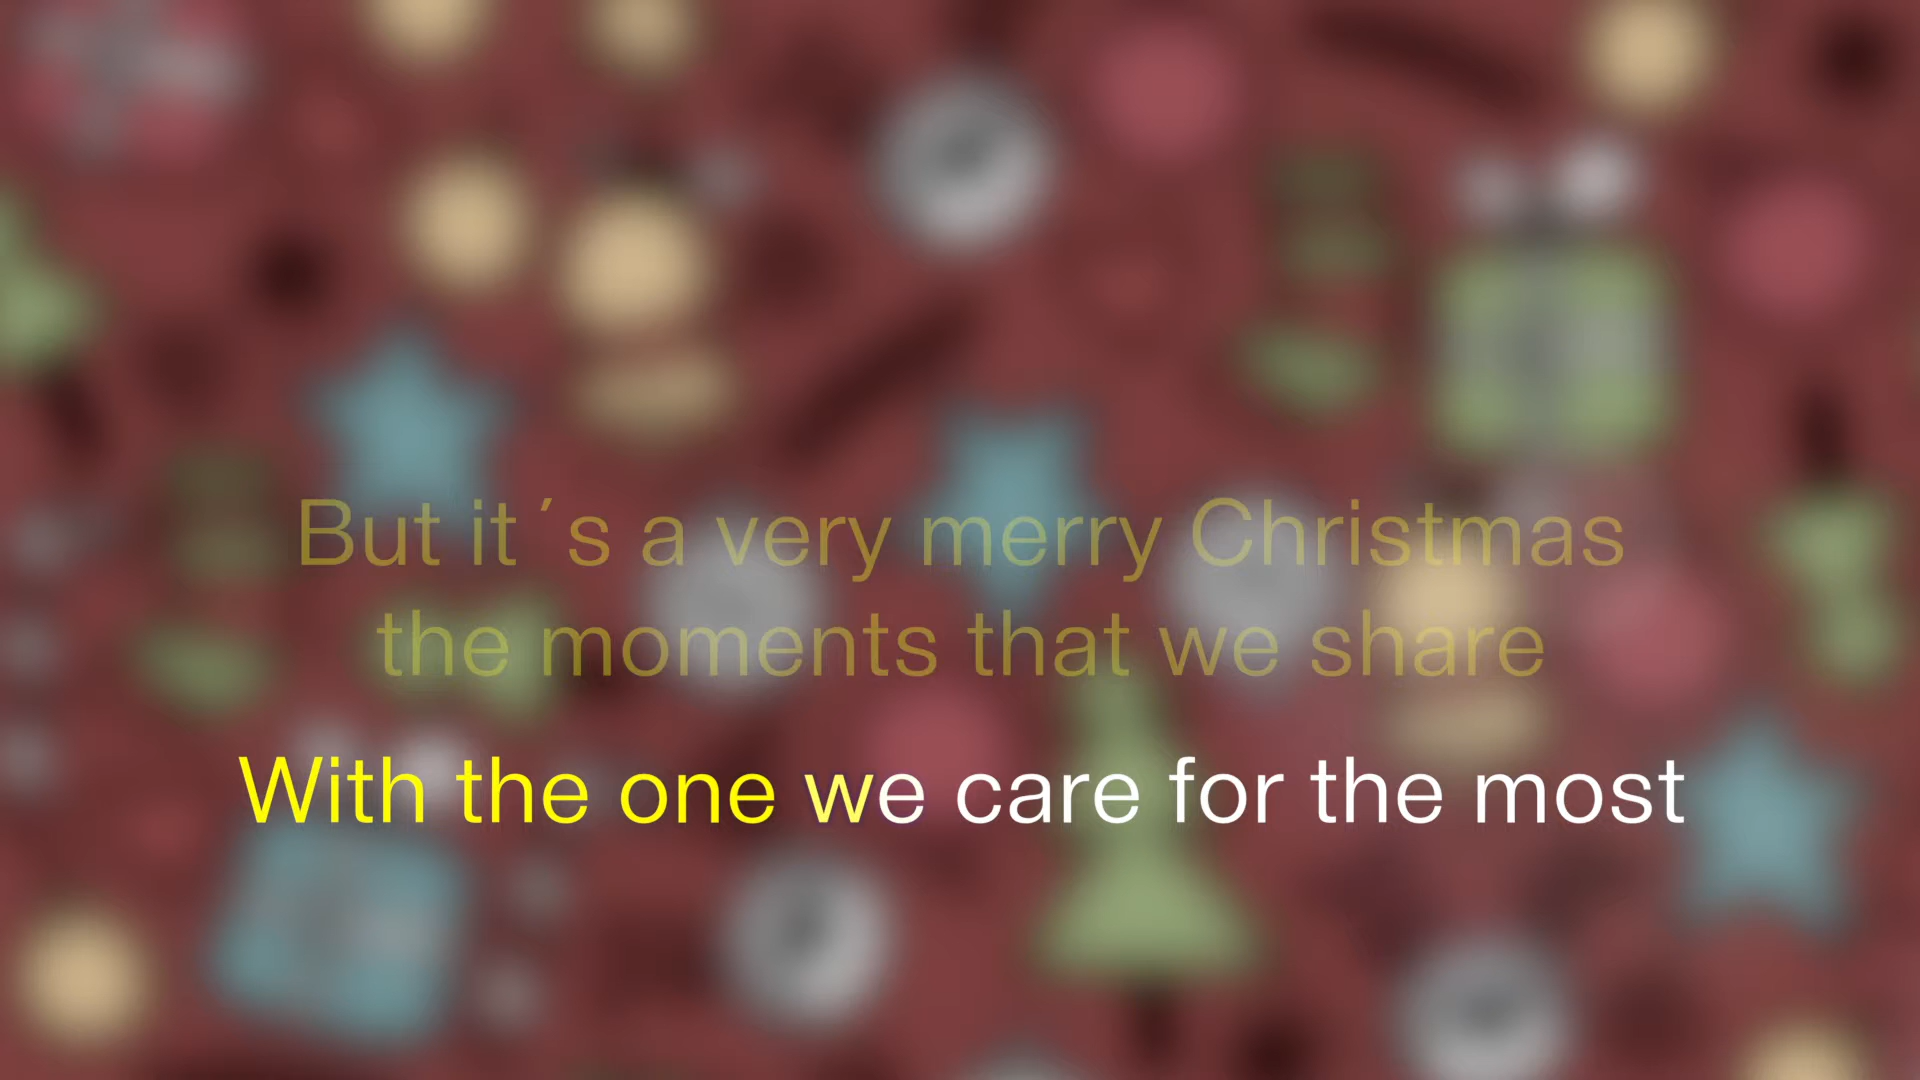 But it´s a very merry Christmas
the moments that we share
With the one we care for the most